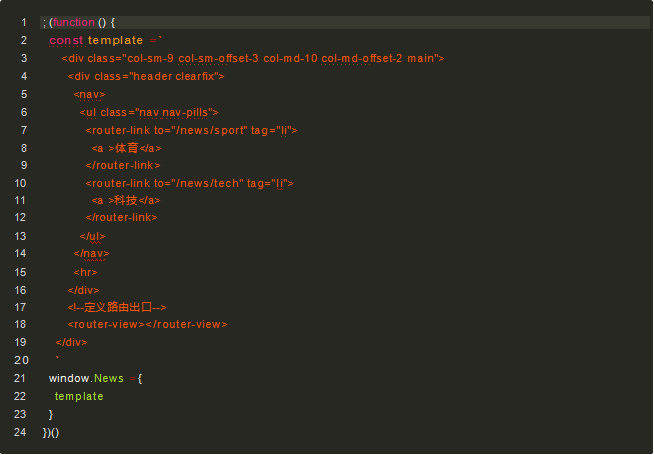 1 ; (function () {
2 const template =`
3 <div class="col-sm-9 col-sm-offset-3 col-md-10 col-md-offset-2 main">
4 <div class="header clearfix">
5 <nav>
6 <ul class="nav nav-pills">
7 <router-link to="/news/sport" tag="li">
8 <a >体育</a>
9 </router-link>
10 <router-link to="/news/tech" tag="li">
11 <a >科技</a>
12 </router-link>
13 </ul>
14 </nav>
15 <hr>
16 </div>
17 <!--定义路由出口-->
18 <router-view></router-view>
19 </div>
20 `
21 window.News ={
22 template
23 }
24 })()